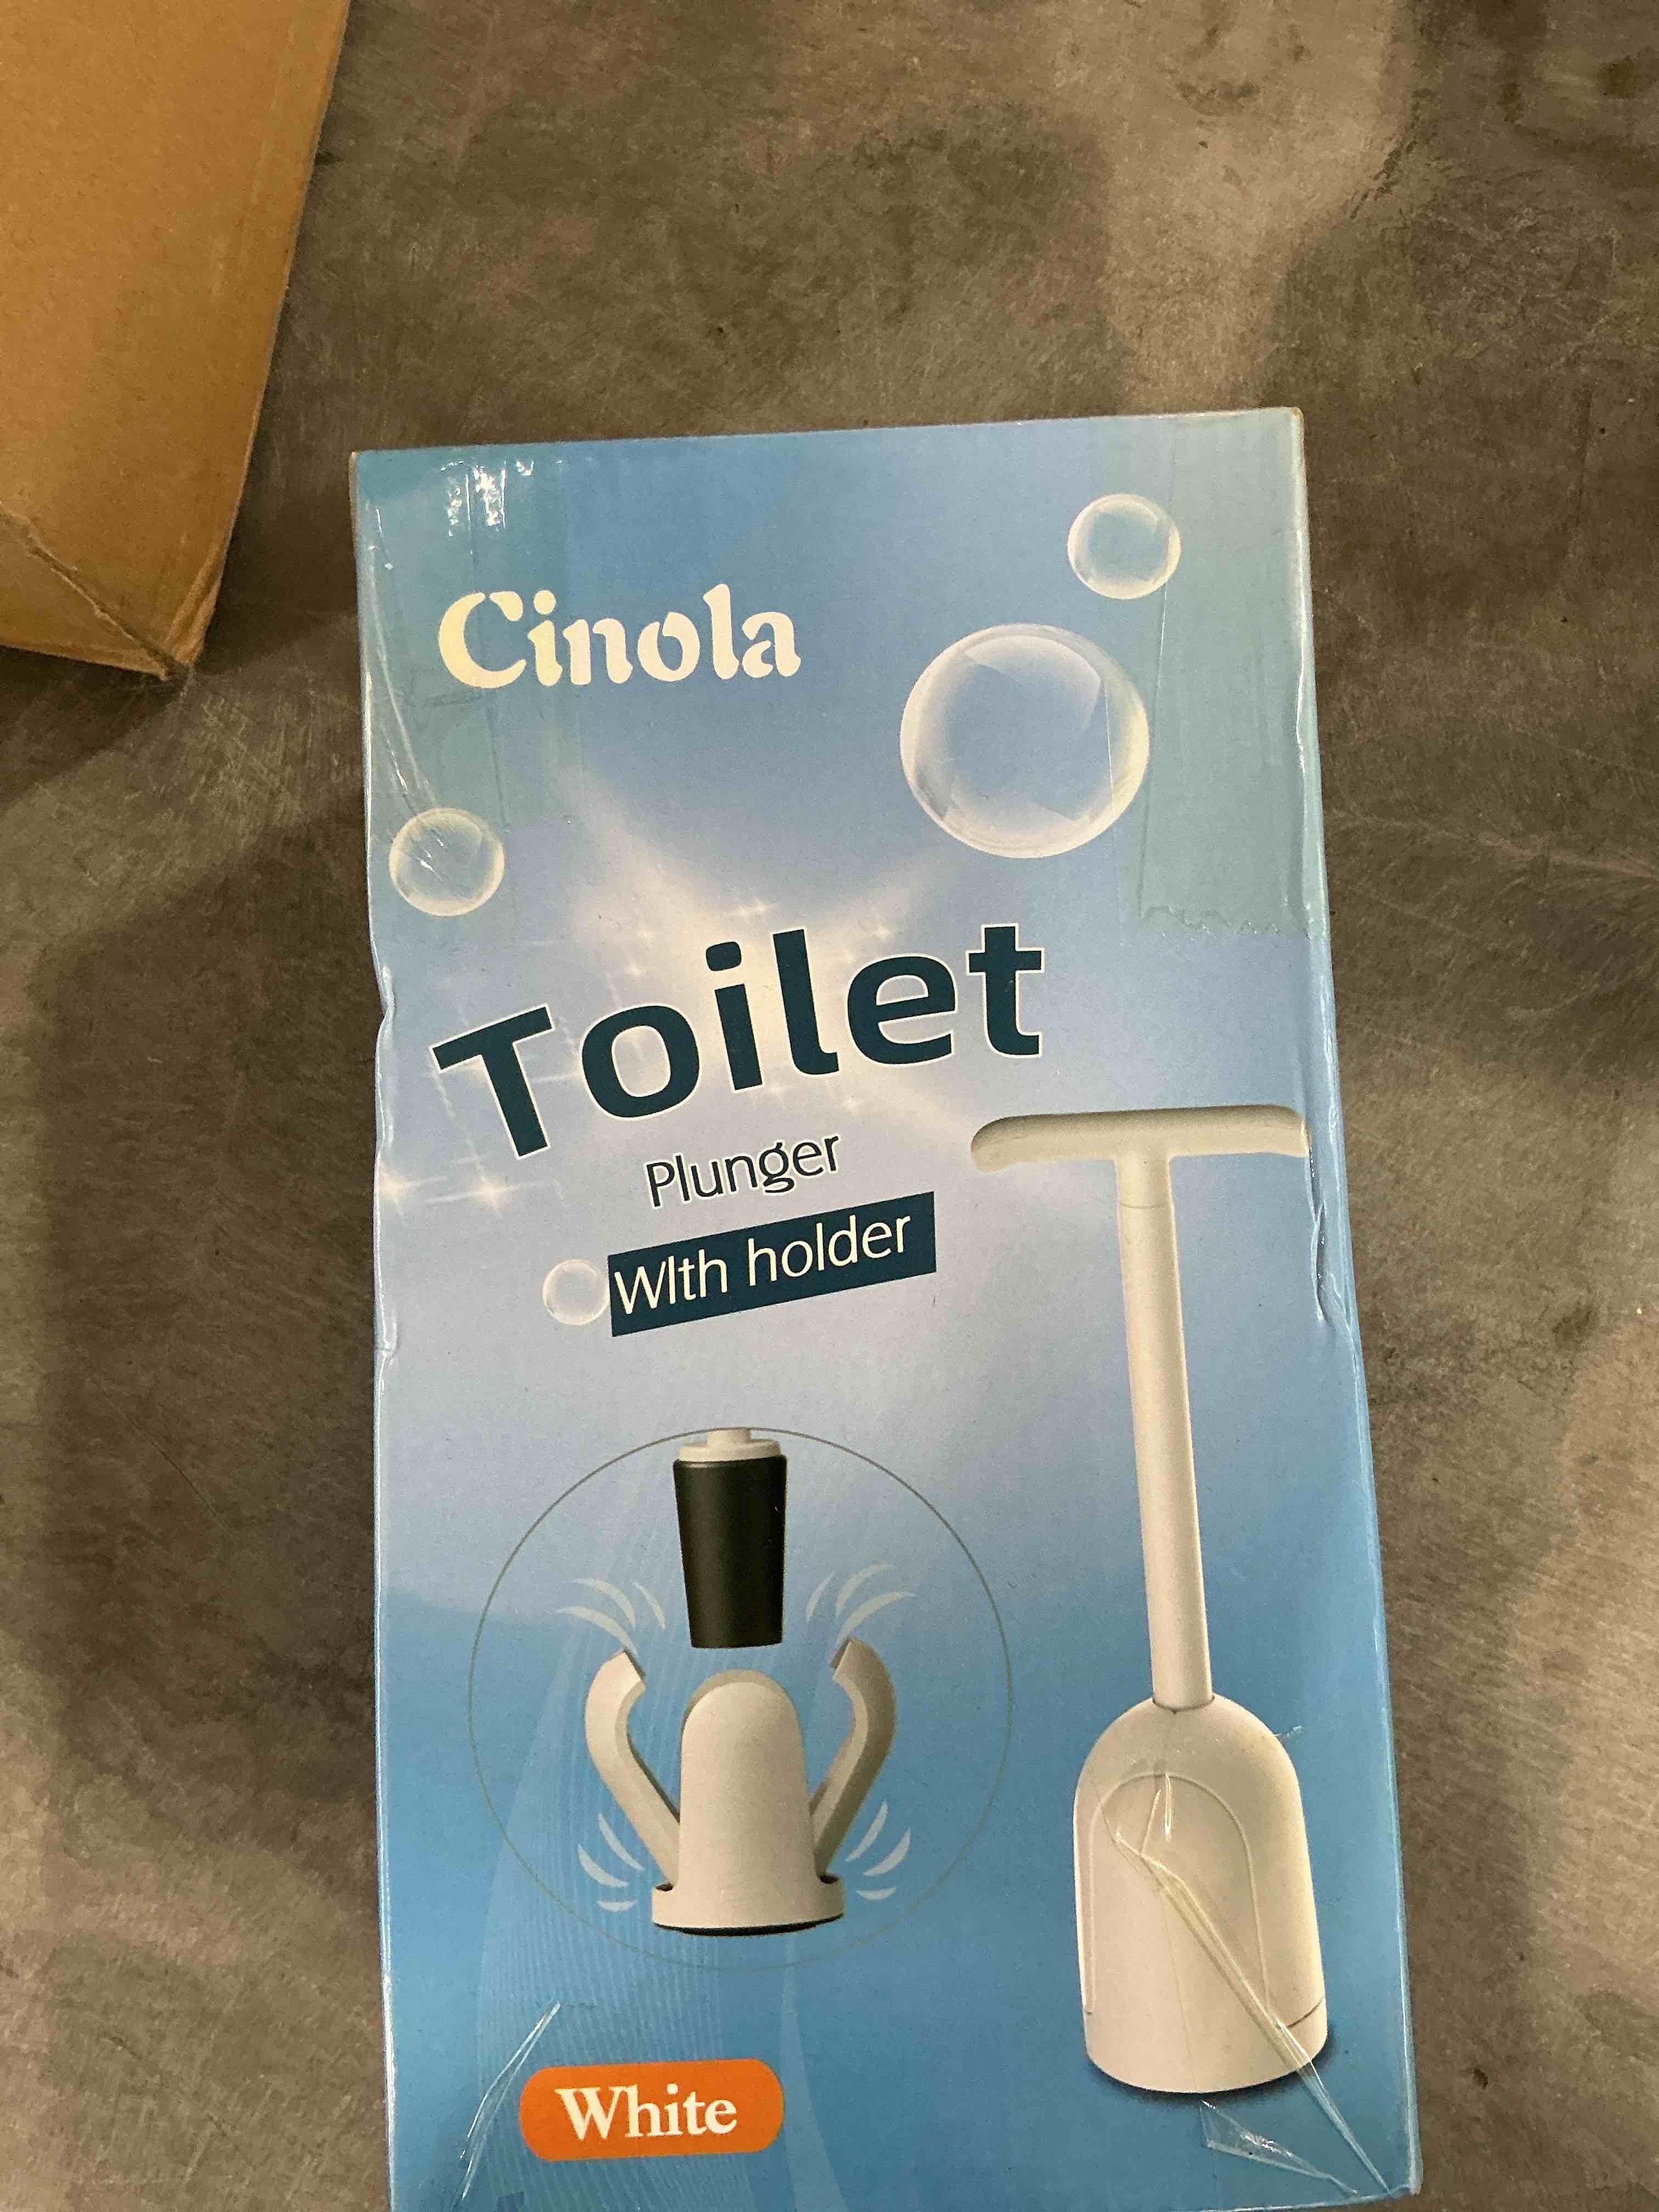 Cinola
Toilet
Plunger
WIth holder
White